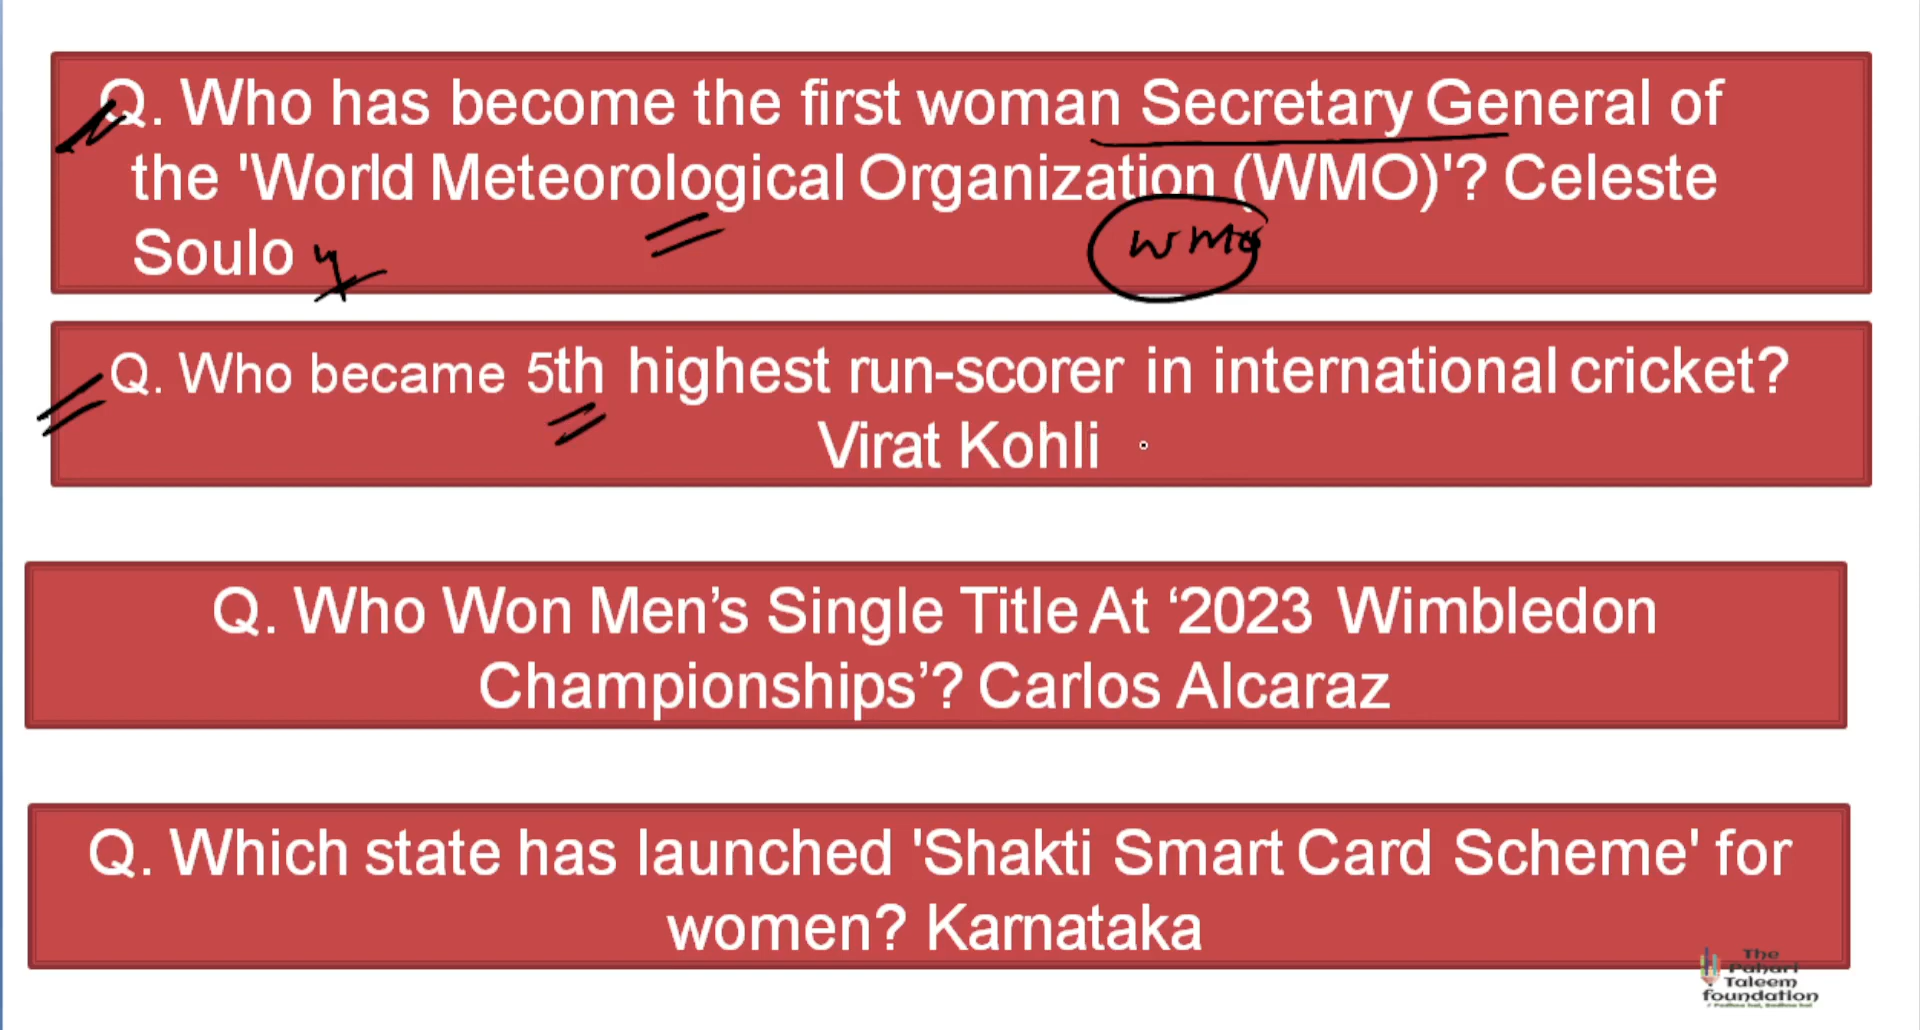 Q. Who has become the first woman Secretary General of
the 'World Meteorological Organization (WMO)'? Celeste
Soulo
WMO
Q. Who became 5th highest run-scorer in international cricket?
Virat Kohli
Q. Who Won Men’s Single Title At ‘2023 Wimbledon
Championships’? Carlos Alcaraz
Q. Which state has launched 'Shakti Smart Card Scheme' for
women? Karnataka
The
Pahari
Taleem
foundation